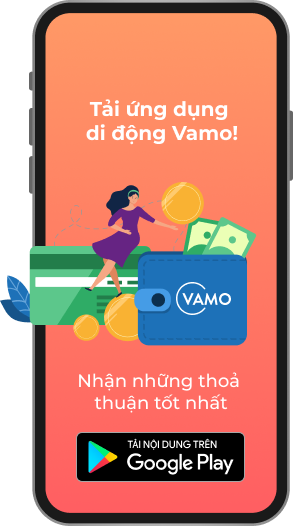 Tải ứng dụng
di động Vamo!
VAMO
Nhận những thoả
thuận tốt nhất
TẢI NỘI DUNG TRÊN
Google Play